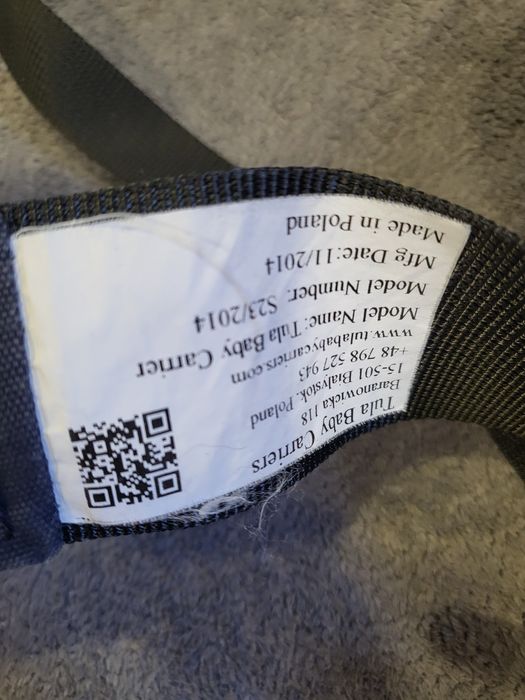 Tula Baby Carriers
Baranowicka 118
15-501 Bialystok, Poland
+48 798 527 943
www.tulababycarriers.com
Model Name: Tula Baby Carrier
Model Number. S23/2014
Mfg Date: 11/2014
Made in Poland